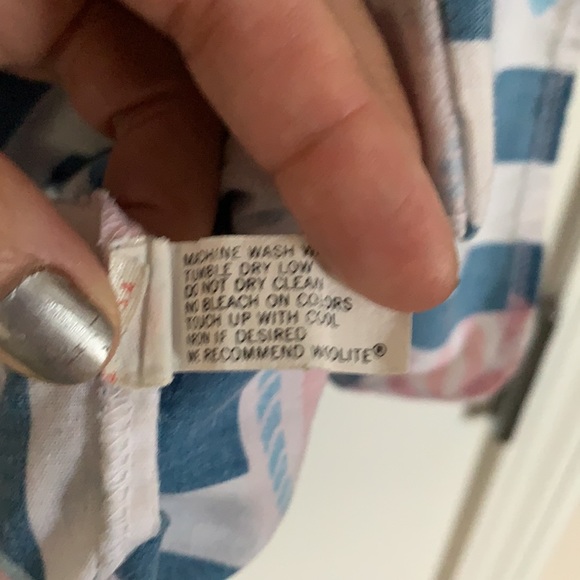 MACHINE WASH
TUMBLE DRY LOW
DO NOT DRY CLEAN
NO BLEACH ON COLORS
TOUCH UP WITH COOL
IRON IF DESIRED
WE RECOMMEND WOOLITE®